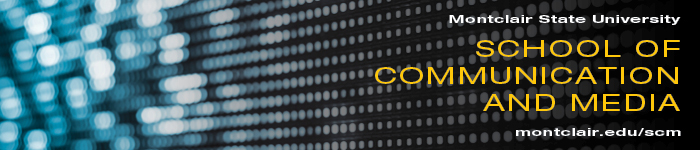 Montclair State University
SCHOOL OF
COMMUNICATION
AND MEDIA
montclair.edu/scm